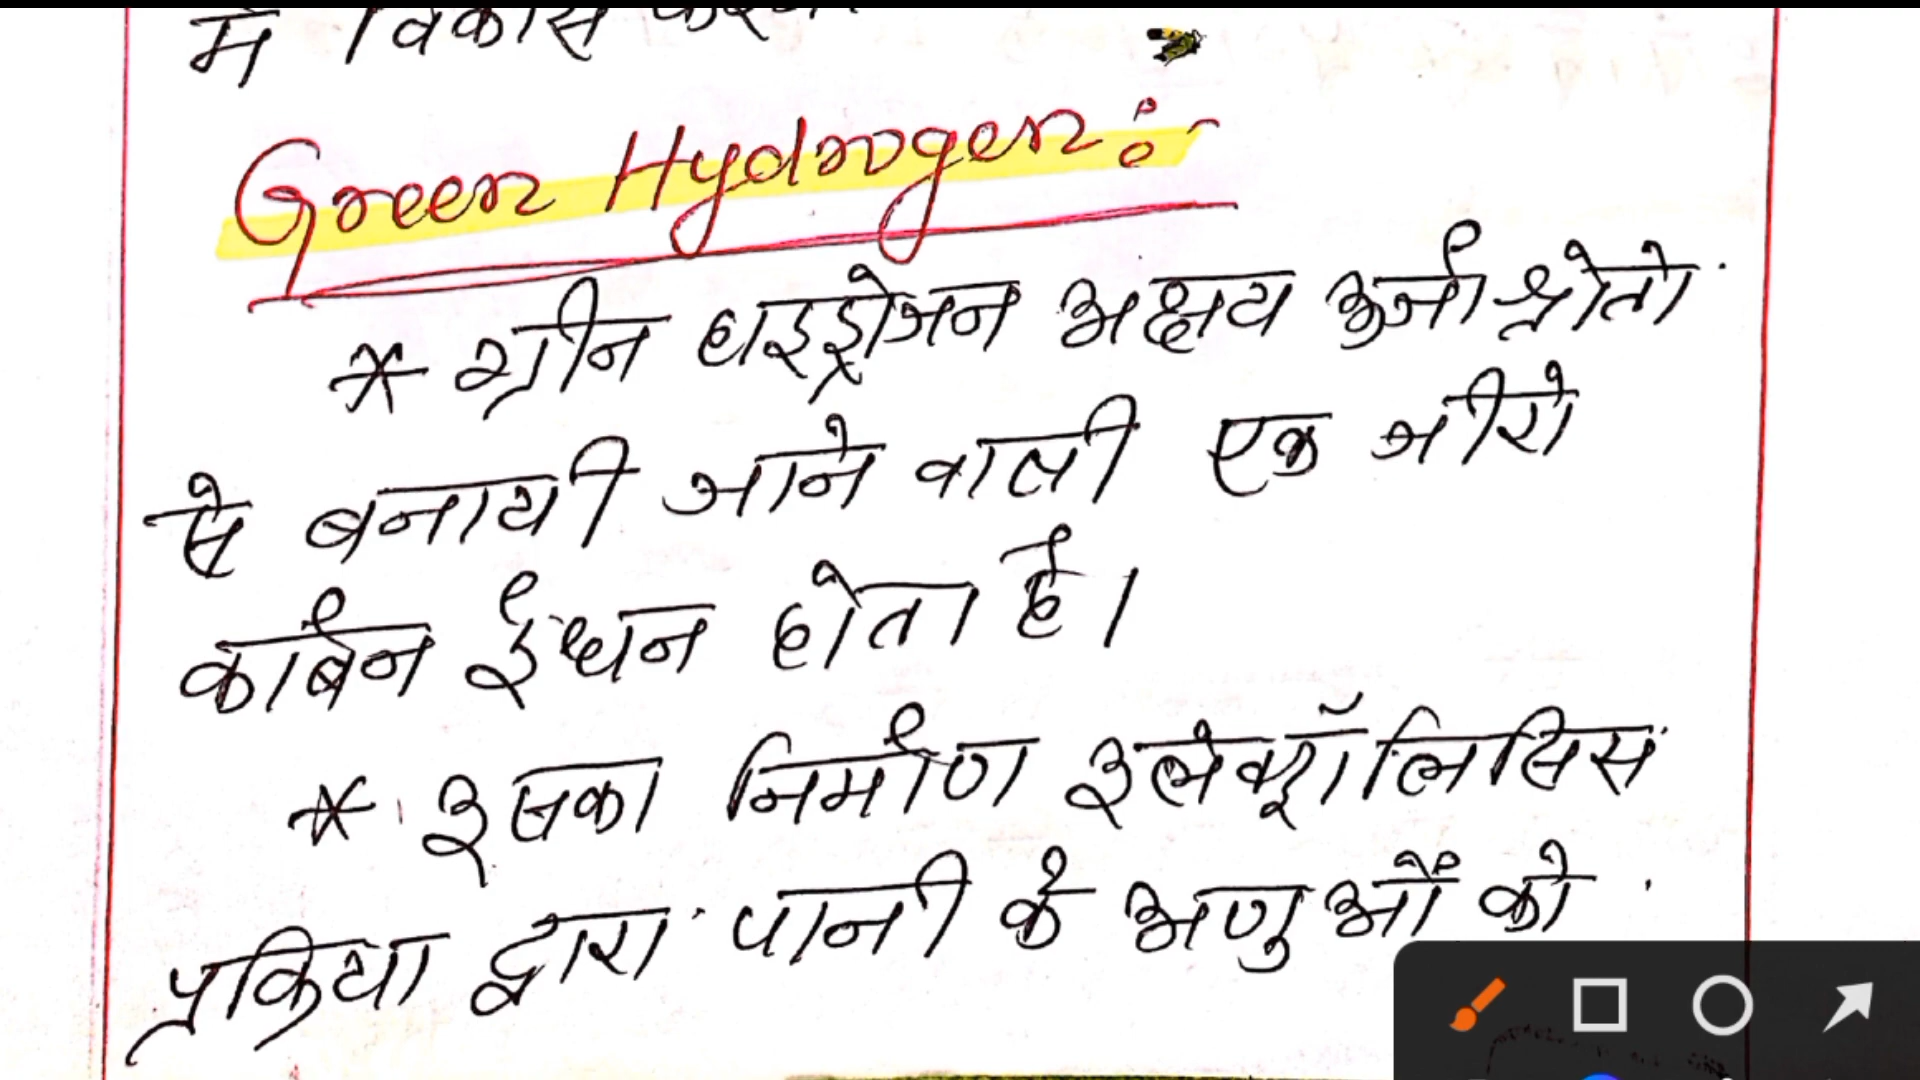 में विकास
Green Hydrogen:-
* ग्रीन हाइड्रोजन अक्षय ऊर्जा श्रोतो
से बनायी जाने वाली एक जीरो
कार्बन ईंधन होता है।
* इसका निर्माण इलेक्ट्रॉलिसिस
प्रक्रिया द्वारा पानी के अणुओं को